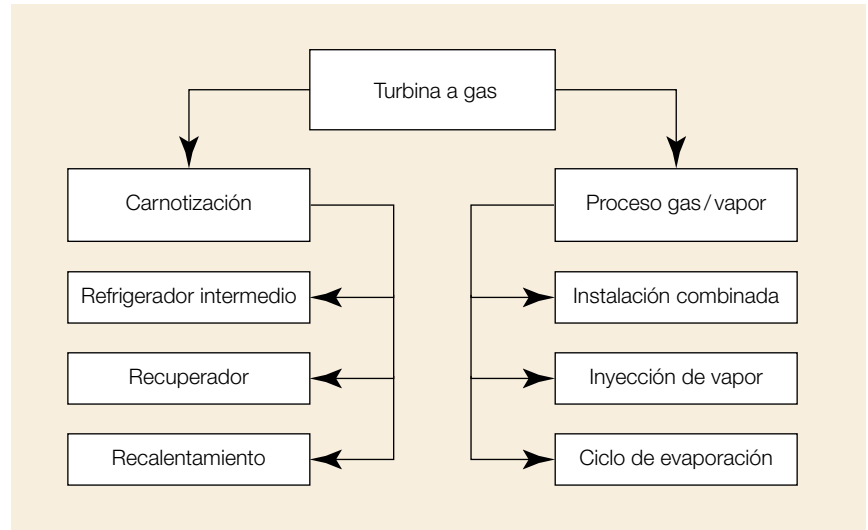 Turbina a gas
Carnotización
Proceso gas/vapor
Refrigerador intermedio
Instalación combinada
Recuperador
Inyección de vapor
Recalentamiento
Ciclo de evaporación